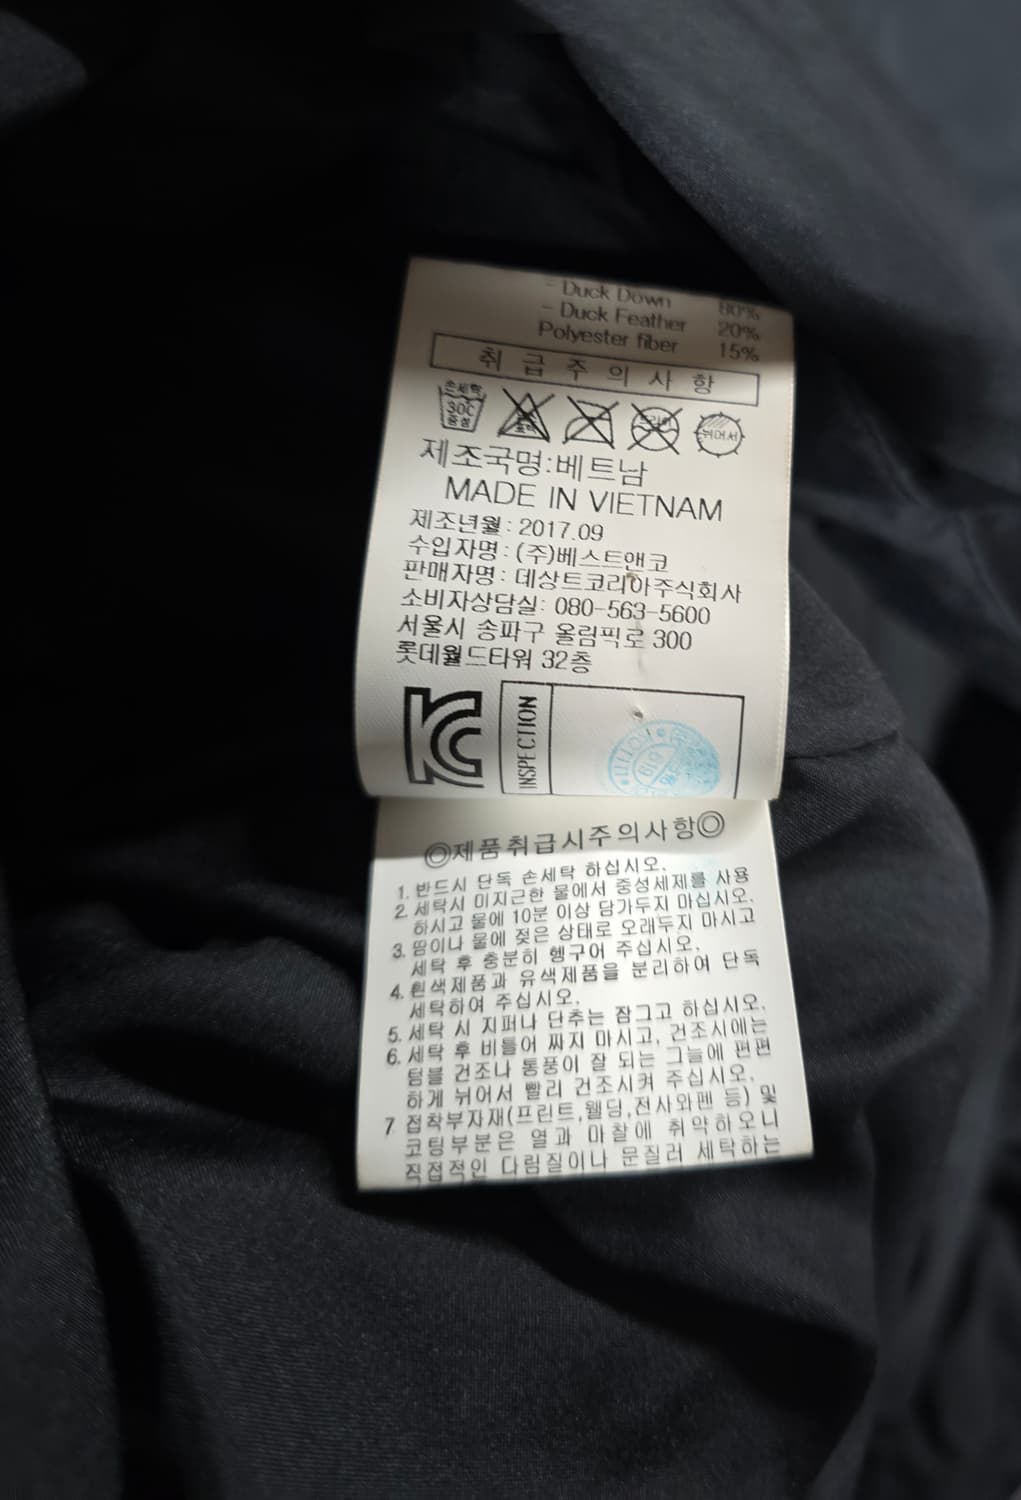 - Duck Down 80%
- Duck Feather 20%
Polyester fiber 15%
취급주의사항
손세탁
30C
중성
드라이
뉘어서
제조국명:베트남
MADE IN VIETNAM
제조년월: 2017.09
수입자명: (주)베스트앤코
판매자명: 데상트코리아주식회사
소비자상담실: 080-563-5600
서울시 송파구 올림픽로 300
롯데월드타워 32층
KC
INSPECTION
◎제품취급시주의사항◎
1. 반드시 단독 손세탁 하십시오.
2. 세탁시 미지근한 물에서 중성세제를 사용
하시고 물에 10분 이상 담가두지 마십시오.
3. 땀이나 물에 젖은 상태로 오래두지 마시고
세탁 후 충분히 헹구어 주십시오.
4. 흰색제품과 유색제품을 분리하여 단독
세탁하여 주십시오.
5. 세탁 시 지퍼나 단추는 잠그고 하십시오.
6. 세탁 후 비틀어 짜지 마시고, 건조시에는
텀블 건조나 통풍이 잘 되는 그늘에 편편
하게 뉘어서 빨리 건조시켜 주십시오.
7 접착부자재(프린트,웰딩,전사와펜 등) 및
코팅부분은 열과 마찰에 취약하오니
직접적인 다림질이나 문질러 세탁하는